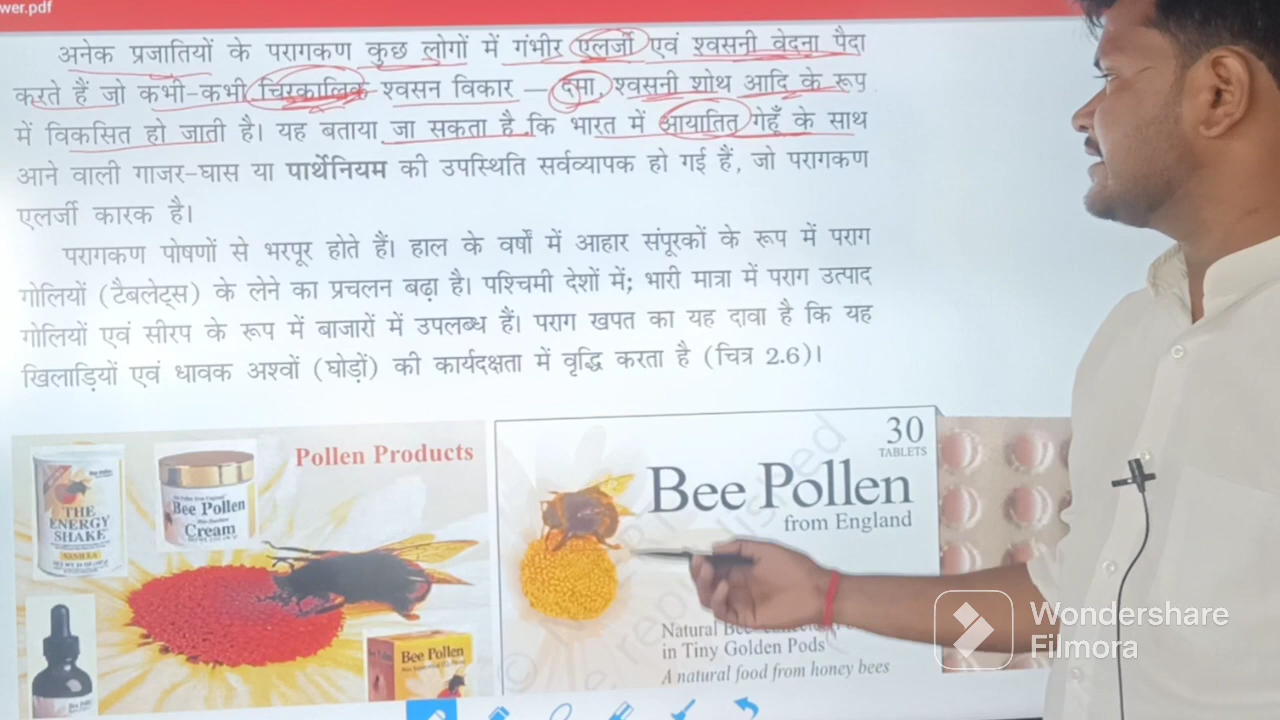 wer.pdf
अनेक प्रजातियों के परागकण कुछ लोगों में गंभीर एलर्जी एवं श्वसनी वेदना पैदा
करते हैं जो कभी-कभी चिरकालिक श्वसन विकार — दमा, श्वसनी शोथ आदि के रूप
में विकसित हो जाती है। यह बताया जा सकता है कि भारत में आयातित गेहूँ के साथ
आने वाली गाजर-घास या पार्थेनियम की उपस्थिति सर्वव्यापक हो गई हैं, जो परागकण
एलर्जी कारक है।
परागकण पोषणों से भरपूर होते हैं। हाल के वर्षों में आहार संपूरकों के रूप में पराग
गोलियों (टैबलेट्स) के लेने का प्रचलन बढ़ा है। पश्चिमी देशों में; भारी मात्रा में पराग उत्पाद
गोलियों एवं सीरप के रूप में बाजारों में उपलब्ध हैं। पराग खपत का यह दावा है कि यह
खिलाड़ियों एवं धावक अश्वों (घोड़ों) की कार्यदक्षता में वृद्धि करता है (चित्र 2.6)।
Pollen Products
THE
ENERGY
SHAKE
VANILLA
Bee Pollen
Cream
Bee Pollen
30
TABLETS
Bee Pollen
from England
Natural
in Tiny Golden Pods
A natural food from honey bees
Wondershare
Filmora